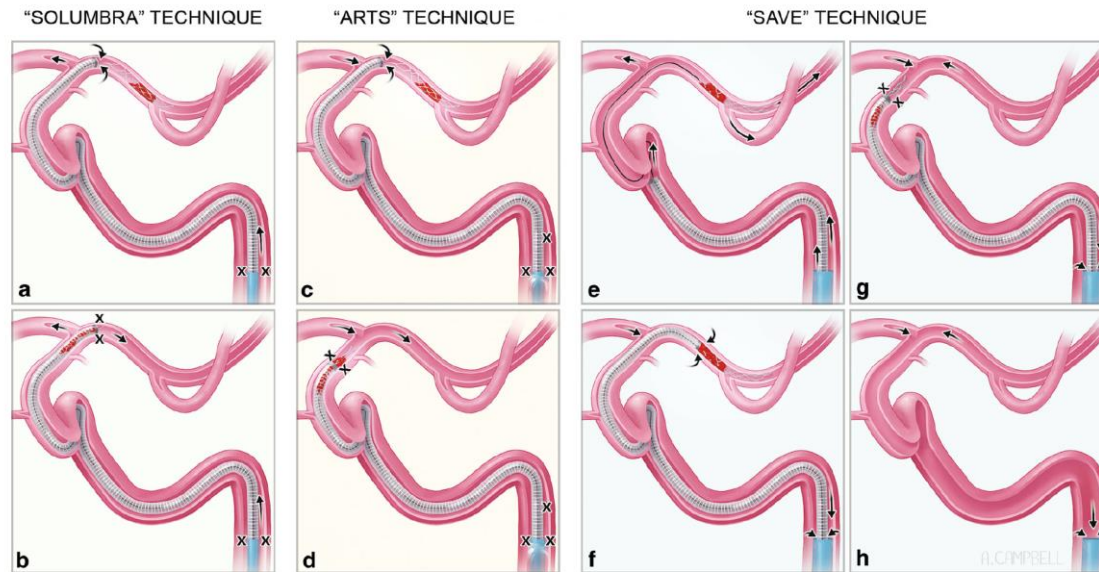 “SOLUMBRA” TECHNIQUE “ARTS” TECHNIQUE “SAVE” TECHNIQUE
a x x c x x x e g x x
b x x x x d x x x x x f h
A.CAMPBELL